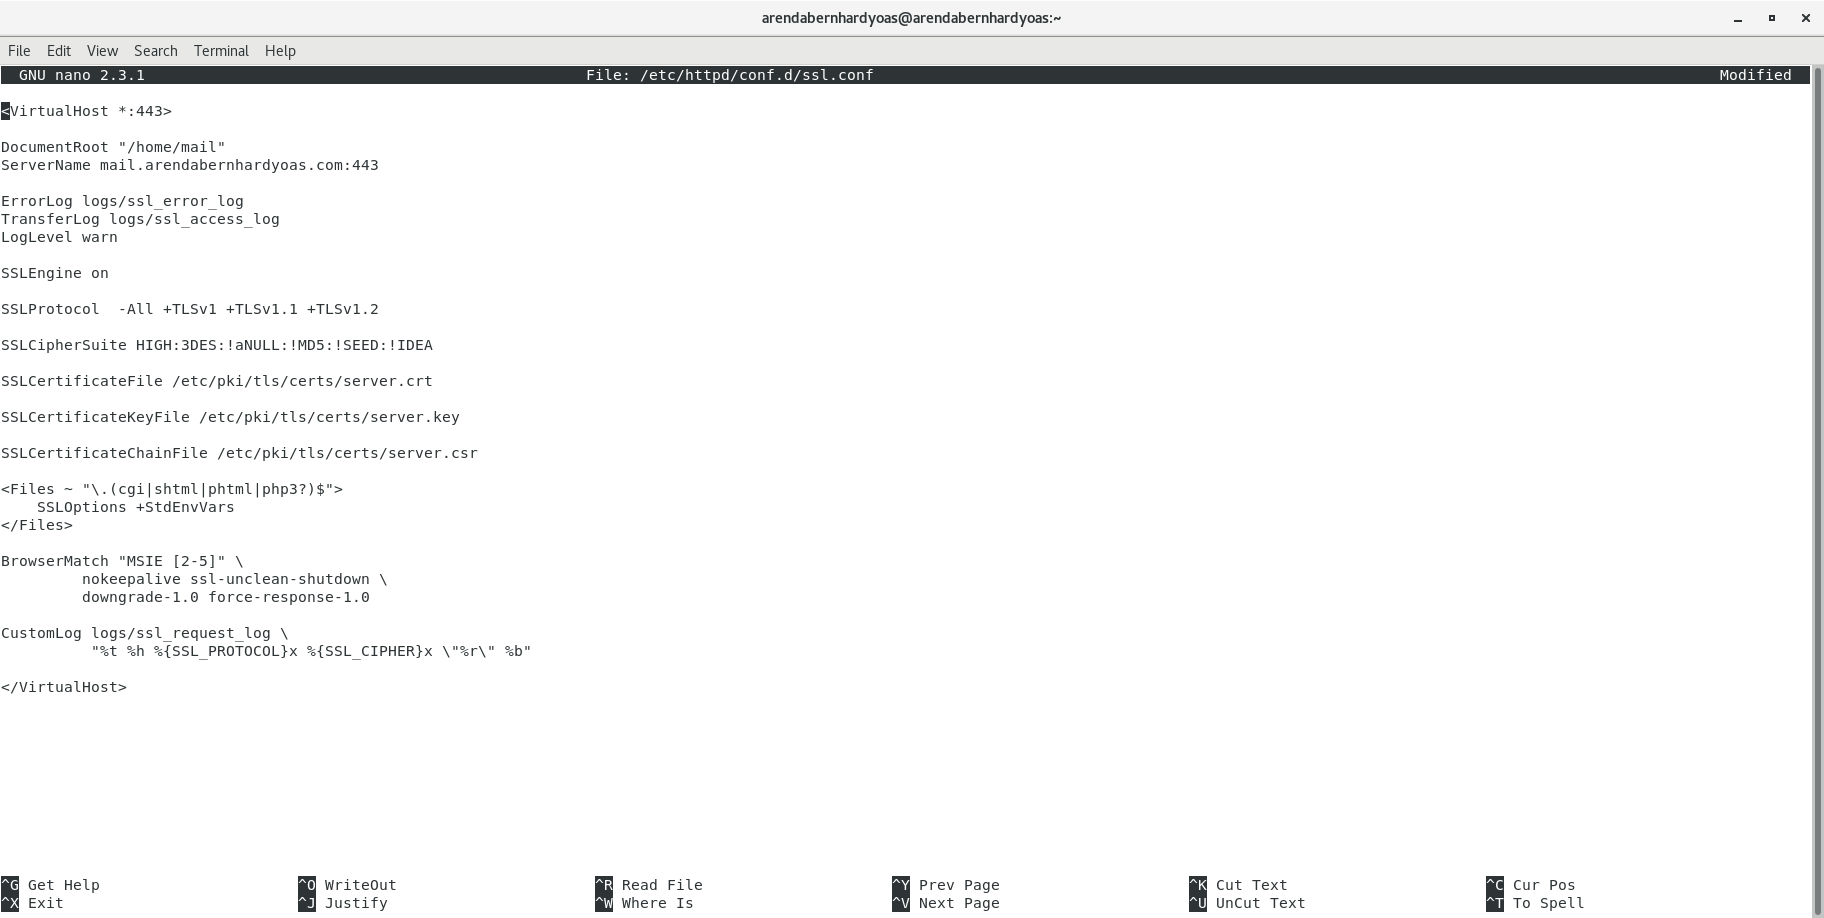 arendabernhardyoas@arendabernhardyoas:~
File Edit View Search Terminal Help
GNU nano 2.3.1 File: /etc/httpd/conf.d/ssl.conf Modified
<VirtualHost *:443>
DocumentRoot "/home/mail"
ServerName mail.arendabernhardyoas.com:443
ErrorLog logs/ssl_error_log
TransferLog logs/ssl_access_log
LogLevel warn
SSLEngine on
SSLProtocol  -All +TLSv1 +TLSv1.1 +TLSv1.2
SSLCipherSuite HIGH:3DES:!aNULL:!MD5:!SEED:!IDEA
SSLCertificateFile /etc/pki/tls/certs/server.crt
SSLCertificateKeyFile /etc/pki/tls/certs/server.key
SSLCertificateChainFile /etc/pki/tls/certs/server.csr
<Files ~ "\.(cgi|shtml|phtml|php3?)$">
    SSLOptions +StdEnvVars
</Files>
BrowserMatch "MSIE [2-5]" \
         nokeepalive ssl-unclean-shutdown \
         downgrade-1.0 force-response-1.0
CustomLog logs/ssl_request_log \
          "%t %h %{SSL_PROTOCOL}x %{SSL_CIPHER}x \"%r\" %b"
</VirtualHost>
^G Get Help ^O WriteOut ^R Read File ^Y Prev Page ^K Cut Text ^C Cur Pos
^X Exit ^J Justify ^W Where Is ^V Next Page ^U UnCut Text ^T To Spell